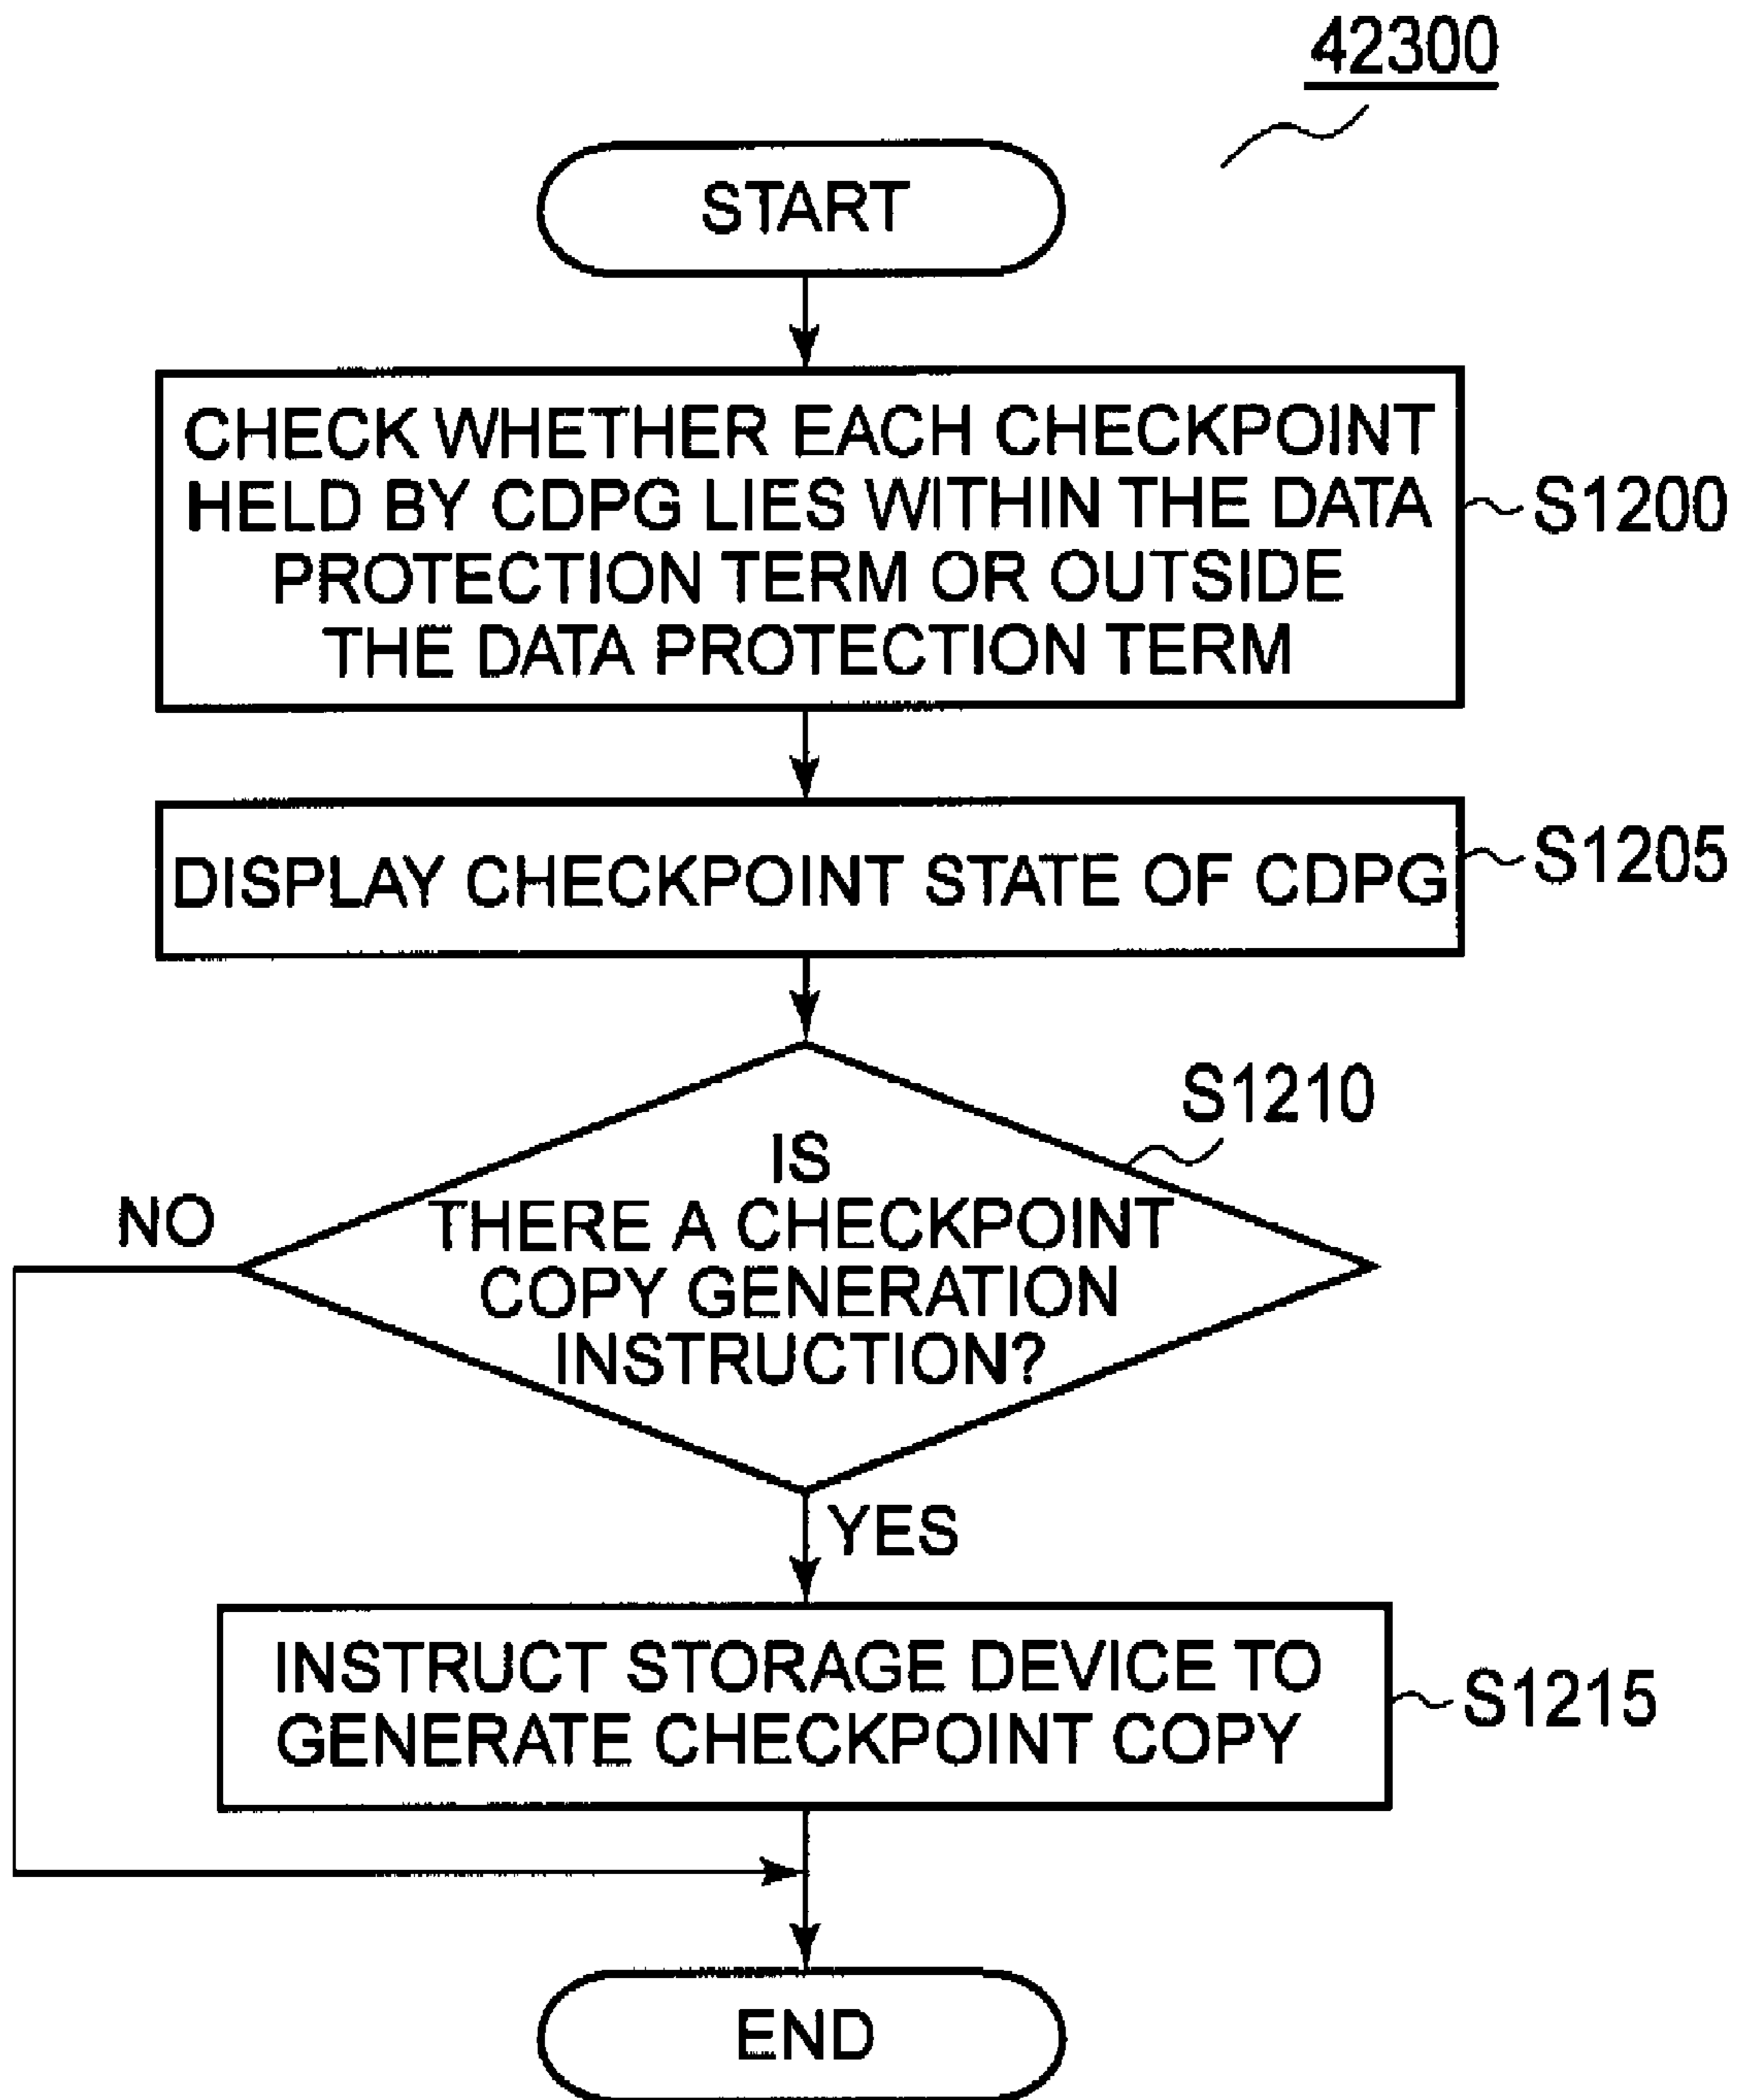 42300
START
CHECK WHETHER EACH CHECKPOINT
HELD BY CDPG LIES WITHIN THE DATA
PROTECTION TERM OR OUTSIDE
THE DATA PROTECTION TERM
S1200
DISPLAY CHECKPOINT STATE OF CDPG
S1205
S1210
IS
THERE A CHECKPOINT
COPY GENERATION
INSTRUCTION?
NO
YES
INSTRUCT STORAGE DEVICE TO
GENERATE CHECKPOINT COPY
S1215
END